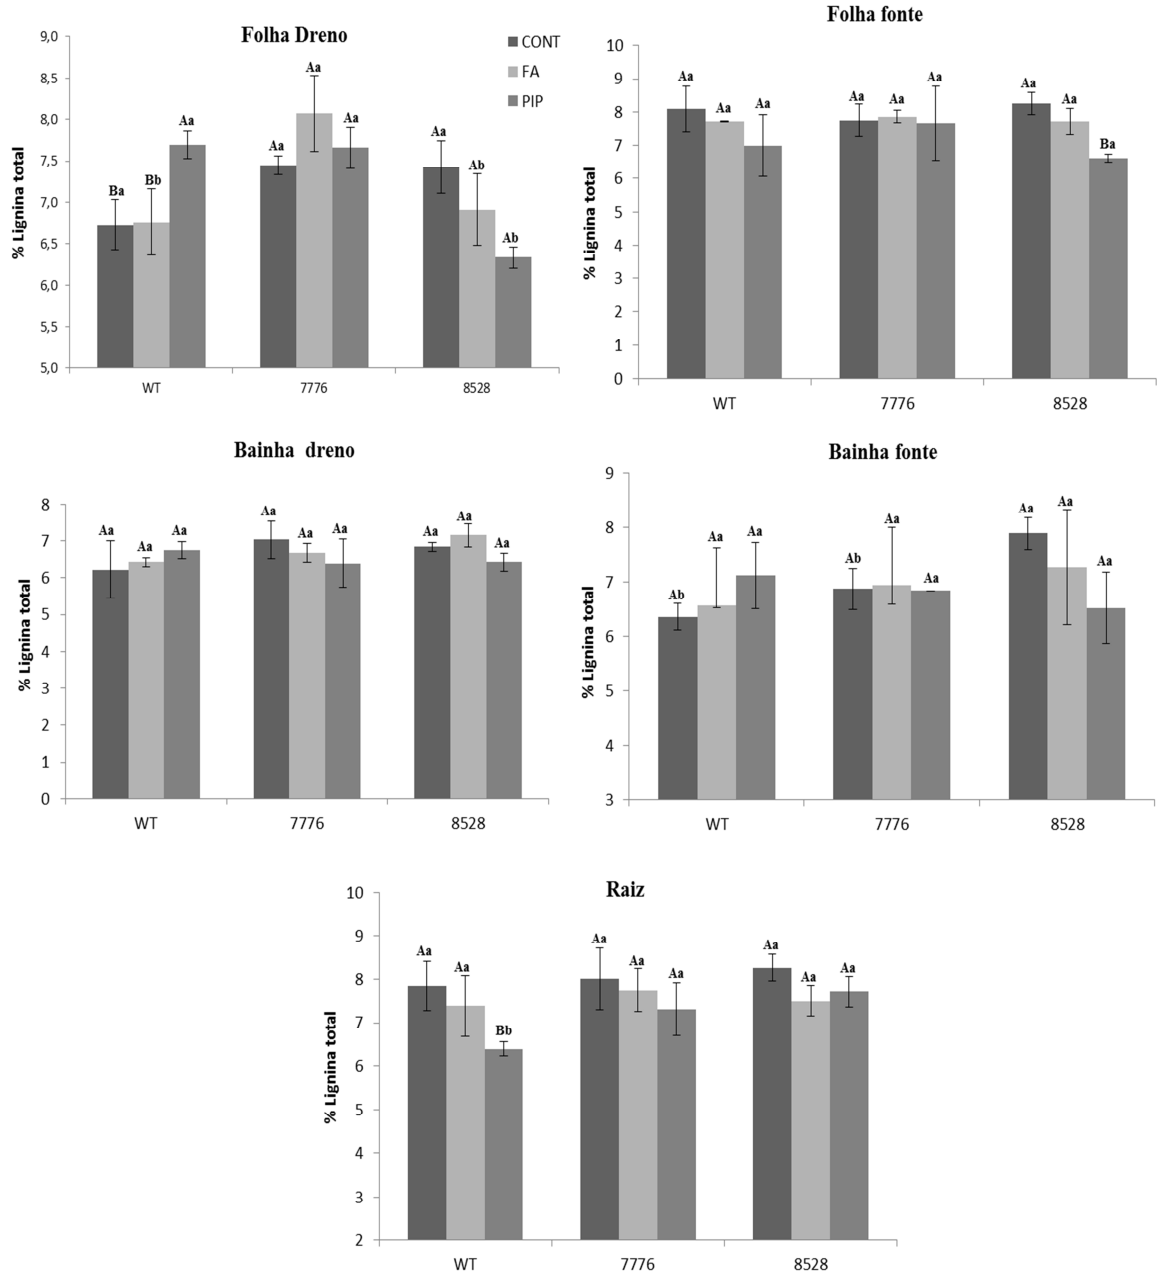 Folha Dreno
CONT
FA
PIP
% Lignina total
9,0
8,5
8,0
7,5
7,0
6,5
6,0
5,5
5,0
Ba Bb Aa Aa Aa Aa Aa Ab Ab
WT 7776 8528
Folha fonte
% Lignina total
10
9
8
7
6
5
4
3
2
1
0
Aa Aa Aa Aa Aa Aa Aa Aa Ba
WT 7776 8528
Bainha dreno
% Lignina total
8
7
6
5
4
3
2
1
0
Aa Aa Aa Aa Aa Aa Aa Aa Aa
WT 7776 8528
Bainha fonte
% Lignina total
9
8
7
6
5
4
3
Ab Aa Aa Ab Aa Aa Aa Aa Aa
WT 7776 8528
Raiz
% Lignina total
10
9
8
7
6
5
4
3
2
Aa Aa Bb Aa Aa Aa Aa Aa Aa
WT 7776 8528